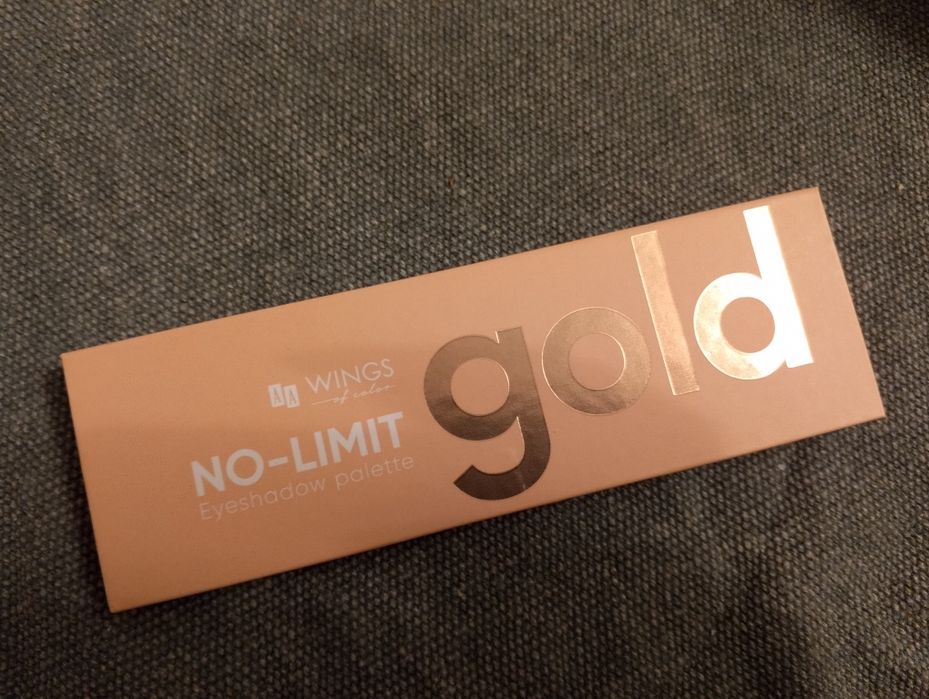 AA WINGS
of color
NO-LIMIT
Eyeshadow palette
gold